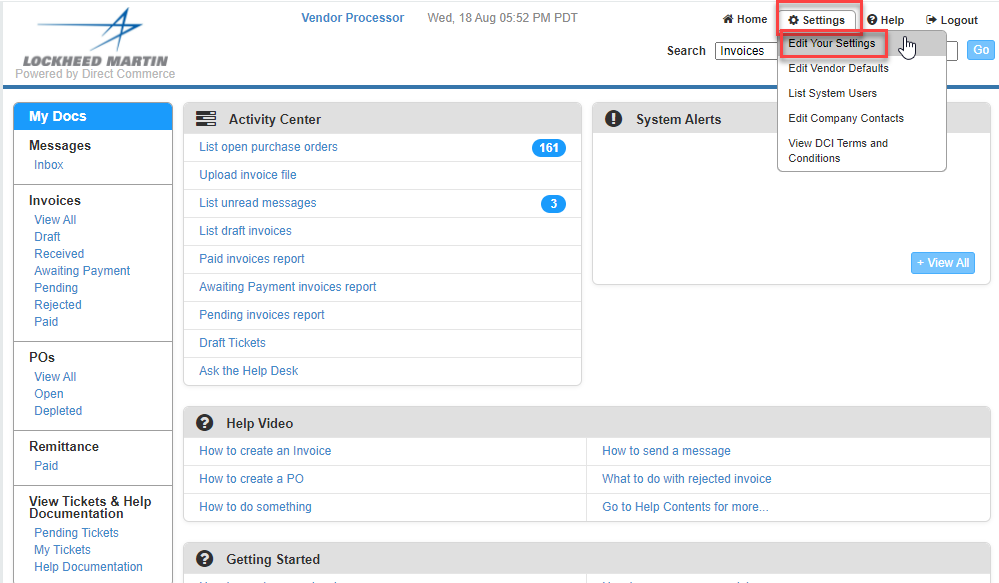 Vendor Processor Wed, 18 Aug 05:52 PM PDT
Home Settings Help Logout
LOCKHEED MARTIN
Powered by Direct Commerce
Search Invoices Go
Edit Your Settings
Edit Vendor Defaults
List System Users
Edit Company Contacts
View DCI Terms and
Conditions
My Docs
Messages
Inbox
Invoices
View All
Draft
Received
Awaiting Payment
Pending
Rejected
Paid
POs
View All
Open
Depleted
Remittance
Paid
View Tickets & Help
Documentation
Pending Tickets
My Tickets
Help Documentation
Activity Center
List open purchase orders 161
Upload invoice file
List unread messages 3
List draft invoices
Paid invoices report
Awaiting Payment invoices report
Pending invoices report
Draft Tickets
Ask the Help Desk
System Alerts
+ View All
Help Video
How to create an Invoice
How to create a PO
How to do something
How to send a message
What to do with rejected invoice
Go to Help Contents for more...
Getting Started